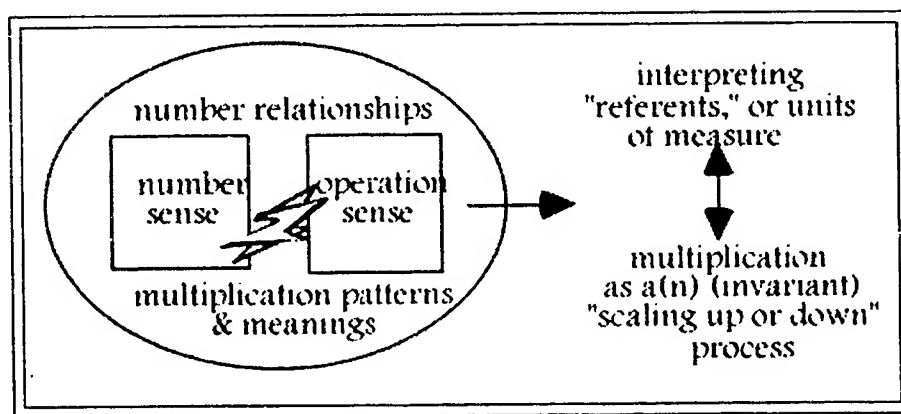 number relationships
number
sense
operation
sense
multiplication patterns
& meanings
interpreting
"referents," or units
of measure
multiplication
as a(n) (invariant)
"scaling up or down"
process